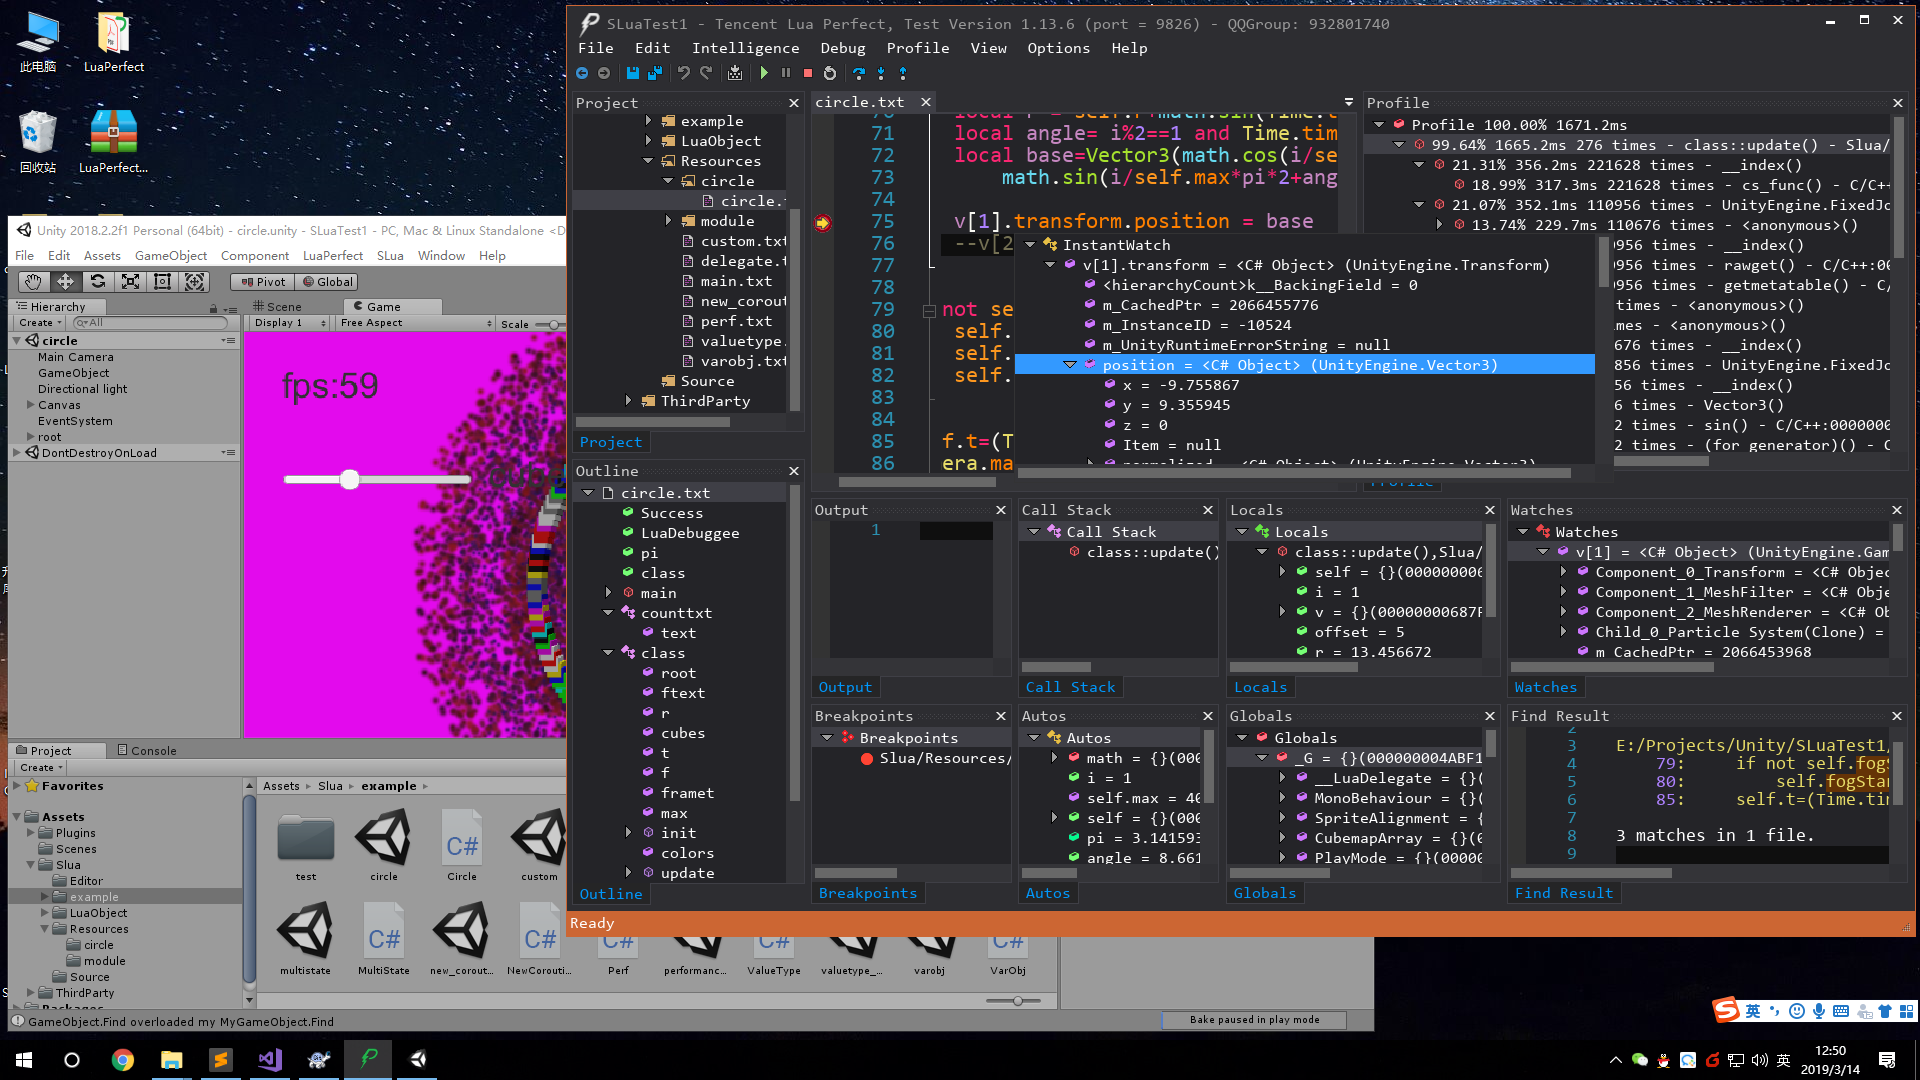 此电脑
LuaPerfect
回收站
LuaPerfect...
SLuaTest1 - Tencent Lua Perfect, Test Version 1.13.6 (port = 9826) - QQGroup: 932801740
File Edit Intelligence Debug Profile View Options Help
Project
example
LuaObject
Resources
circle
circle.
module
custom.txt
delegate.
main.txt
new_corout
perf.txt
valuetype.
varobj.txt
Source
ThirdParty
Project
Outline
circle.txt
Success
LuaDebuggee
pi
class
main
counttxt
text
class
root
ftext
r
cubes
t
f
framet
max
init
colors
update
Outline
circle.txt
71 local angle= i%2==1 and Time.tim
72 local base=Vector3(math.cos(i/se
73 math.sin(i/self.max*pi*2+ang
74
75 v[1].transform.position = base
76 --v[2
77
78
79 not se
80 self.
81 self.
82 self.
83
84
85 f.t=(T
86 era.ma
InstantWatch
v[1].transform = <C# Object> (UnityEngine.Transform)
<hierarchyCount>k__BackingField = 0
m_CachedPtr = 2066455776
m_InstanceID = -10524
m_UnityRuntimeErrorString = null
position = <C# Object> (UnityEngine.Vector3)
x = -9.755867
y = 9.355945
z = 0
Item = null
normalized = <C# Object> (UnityEngine.Vector3)
Profile
Profile 100.00% 1671.2ms
99.64% 1665.2ms 276 times - class::update() - Slua/
21.31% 356.2ms 221628 times - __index()
18.99% 317.3ms 221628 times - cs_func() - C/C++
21.07% 352.1ms 110956 times - UnityEngine.FixedJo
13.74% 229.7ms 110676 times - <anonymous>()
0956 times - __index()
0956 times - rawget() - C/C++:00
0956 times - getmetatable() - C/
times - <anonymous>()
imes - <anonymous>()
676 times - __index()
856 times - UnityEngine.FixedJo
56 times - __index()
6 times - Vector3()
2 times - sin() - C/C++:0000000
2 times - (for generator)() - C
Profile
Output
1
Output
Call Stack
Call Stack
class::update()
Call Stack
Locals
Locals
class::update(),Slua/
self = {}(000000006
i = 1
v = {}(00000000687F
offset = 5
r = 13.456672
Locals
Watches
Watches
v[1] = <C# Object> (UnityEngine.Gam
Component_0_Transform = <C# Objec
Component_1_MeshFilter = <C# Obje
Component_2_MeshRenderer = <C# Ob
Child_0_Particle System(Clone) =
m_CachedPtr = 2066453968
Watches
Breakpoints
Breakpoints
Slua/Resources/
Breakpoints
Autos
Autos
math = {}(000
i = 1
self.max = 40
self = {}(000
pi = 3.141593
angle = 8.661
Autos
Globals
Globals
_G = {}(000000004ABF1
__LuaDelegate = {}(
MonoBehaviour = {}(
SpriteAlignment = {
CubemapArray = {}(0
PlayMode = {}(00000
Globals
Find Result
2
3 E:/Projects/Unity/SLuaTest1/
4 79: if not self.fogS
5 80: self.fogStar
6 85: self.t=(Time.tim
7
8 3 matches in 1 file.
9
Find Result
Ready
Unity 2018.2.2f1 Personal (64bit) - circle.unity - SLuaTest1 - PC, Mac & Linux Standalone <D
File Edit Assets GameObject Component LuaPerfect SLua Window Help
Pivot Global
Hierarchy
Create All
circle
Main Camera
GameObject
Directional light
Canvas
EventSystem
root
DontDestroyOnLoad
Scene Game
Display 1 Free Aspect Scale
fps:59
Project Console
Create
Favorites
Assets
Plugins
Scenes
Slua
Editor
example
LuaObject
Resources
circle
module
Source
ThirdParty
Packages
Assets Slua example
test circle Circle custom
multistate MultiState new_corout... NewCorouti... Perf performanc... ValueType valuetype_... varobj VarObj
GameObject.Find overloaded my MyGameObject.Find
Bake paused in play mode
英
英
12:50
2019/3/14